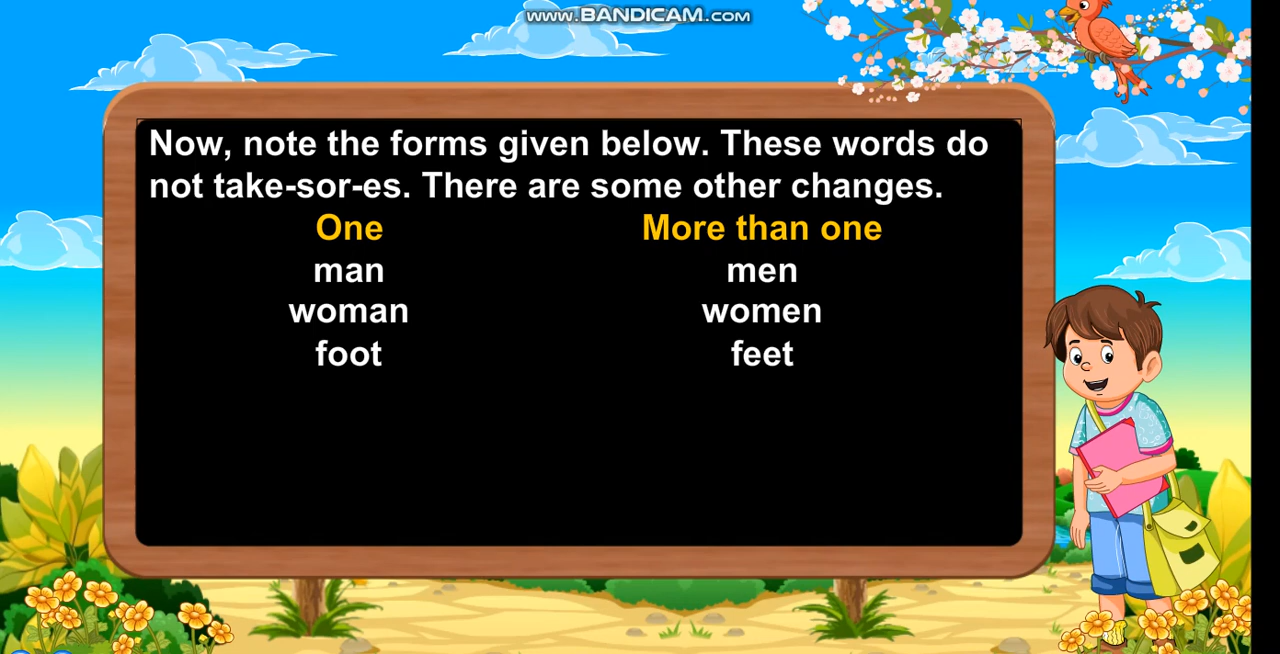 www.BANDICAM.com
Now, note the forms given below. These words do
not take-sor-es. There are some other changes.
One More than one
man men
woman women
foot feet